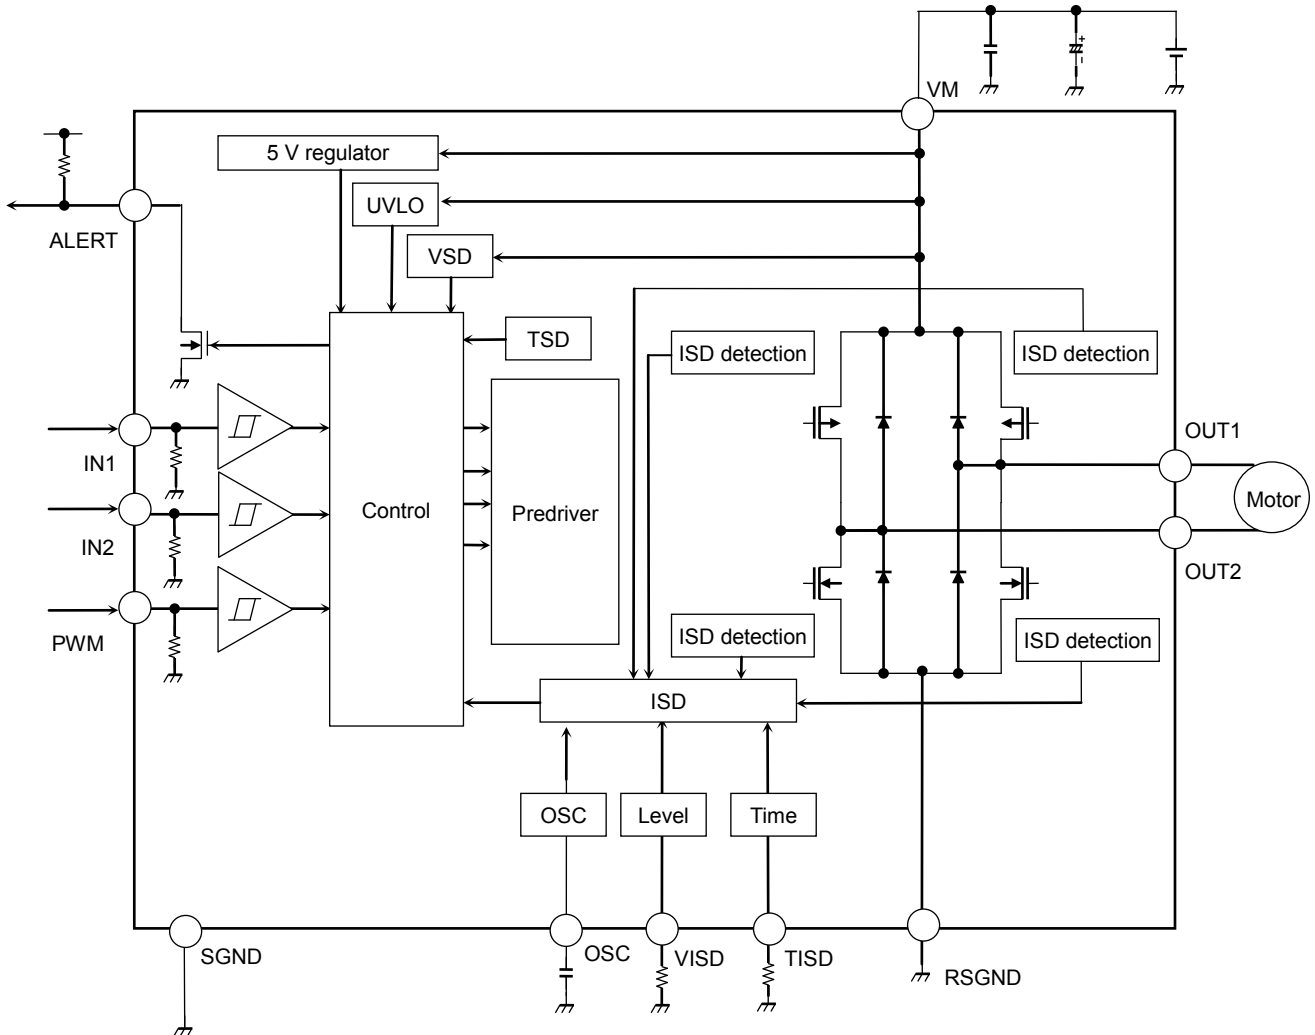 VM
5 V regulator
UVLO
ALERT
VSD
TSD
ISD detection
ISD detection
IN1
OUT1
Motor
Control
Predriver
IN2
OUT2
PWM
ISD detection
ISD detection
ISD
OSC
Level
Time
SGND
OSC
VISD
TISD
RSGND
+
-